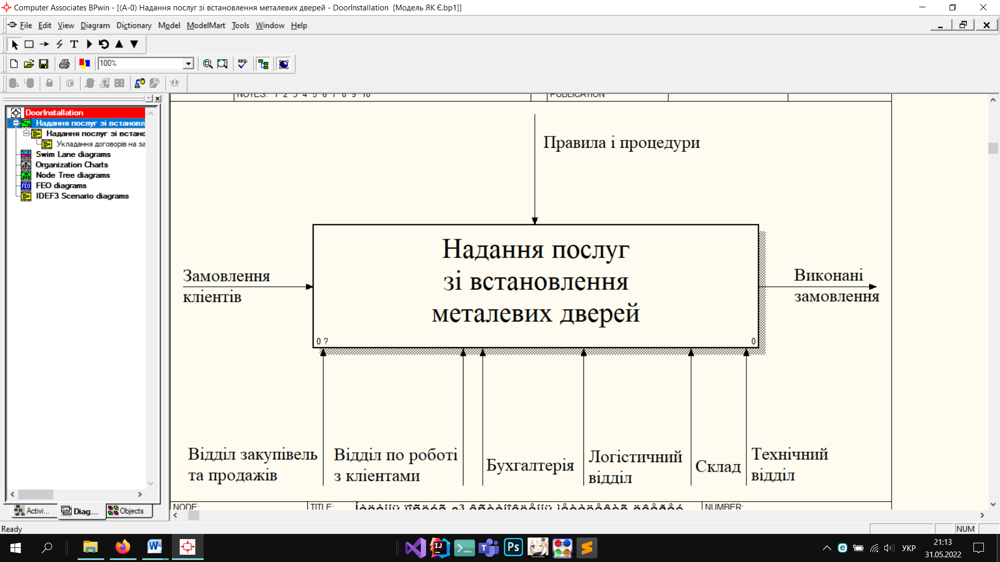 Computer Associates BPwin - [(A-0) Надання послуг зі встановлення металевих дверей - DoorInstallation [Модель ЯК Є.bp1]]
File Edit View Diagram Dictionary Model ModelMart Tools Window Help
100%
NOTES: 1 2 3 4 5 6 7 8 9 10
PUBLICATION
DoorInstallation
Надання послуг зі встановл
Надання послуг зі встано
Укладання договорів на за
Swim Lane diagrams
Organization Charts
Node Tree diagrams
FEO diagrams
IDEF3 Scenario diagrams
Правила і процедури
Надання послуг
зі встановлення
металевих дверей
0 ?
0
Замовлення
клієнтів
Виконані
замовлення
Відділ закупівель
та продажів
Відділ по роботі
з клієнтами
Бухгалтерія
Логістичний
відділ
Склад
Технічний
відділ
NODE:
TITLE:
NUMBER:
Activi...
Diag...
Objects
Ready
NUM
УКР
21:13
31.05.2022